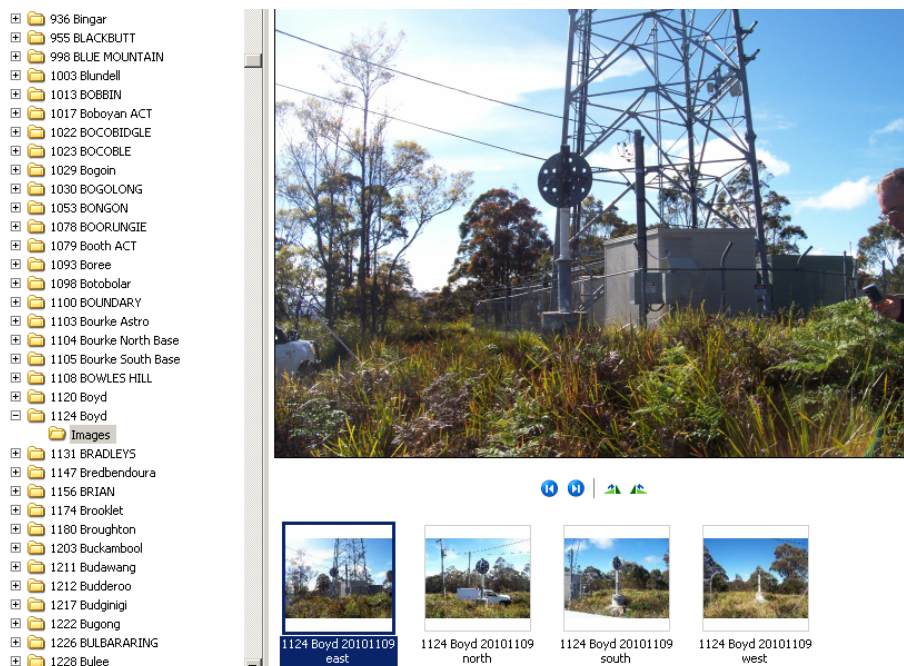 936 Bingar
955 BLACKBUTT
998 BLUE MOUNTAIN
1003 Blundell
1013 BOBBIN
1017 Boboyan ACT
1022 BOCOBIDGLE
1023 BOCOBLE
1029 Bogoin
1030 BOGOLONG
1053 BONGON
1078 BOORUNGIE
1079 Booth ACT
1093 Boree
1098 Botobolar
1100 BOUNDARY
1103 Bourke Astro
1104 Bourke North Base
1105 Bourke South Base
1108 BOWLES HILL
1120 Boyd
1124 Boyd
Images
1131 BRADLEYS
1147 Bredbendoura
1156 BRIAN
1174 Brooklet
1180 Broughton
1203 Buckambool
1211 Budawang
1212 Budderoo
1217 Budginigi
1222 Bugong
1226 BULBARARING
1228 Bulee
1124 Boyd 20101109
east
1124 Boyd 20101109
north
1124 Boyd 20101109
south
1124 Boyd 20101109
west